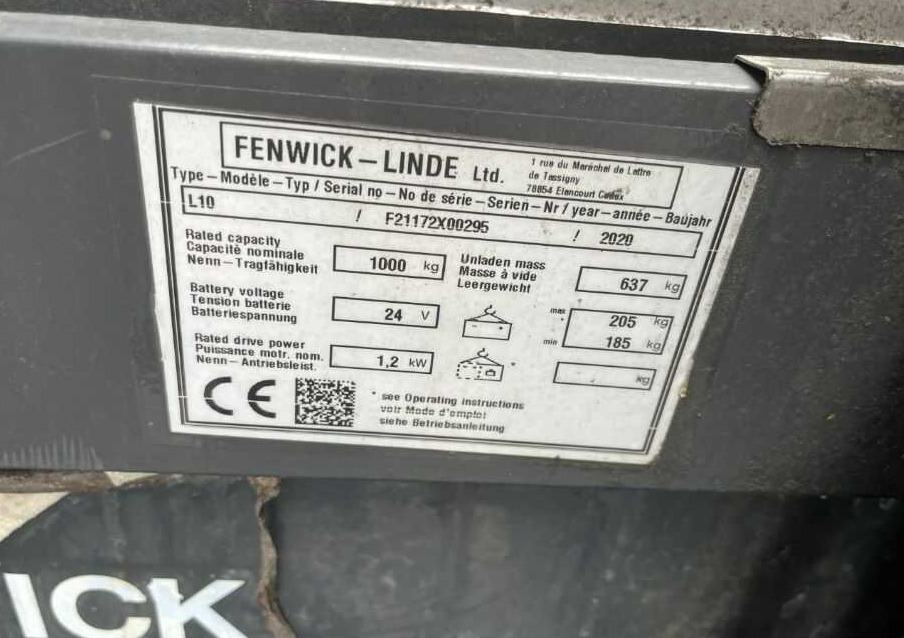 FENWICK – LINDE Ltd.
1 rue du Maréchal de Lattre
de Tassigny
78854 Elancourt Cedex
Type – Modèle – Typ / Serial no – No de série – Serien – Nr / year – année – Baujahr
L10 / F21172X00295 / 2020
Rated capacity
Capacité nominale
Nenn – Tragfähigkeit
1000 kg
Unladen mass
Masse à vide
Leergewicht
637 kg
Battery voltage
Tension batterie
Batteriespannung
24 V
max 205 kg
min 185 kg
Rated drive power
Puissance motr. nom.
Nenn – Antriebsleist.
1,2 kW
* kg
CE
* see Operating instructions
voir Mode d'emploi
siehe Betriebsanleitung
ICK